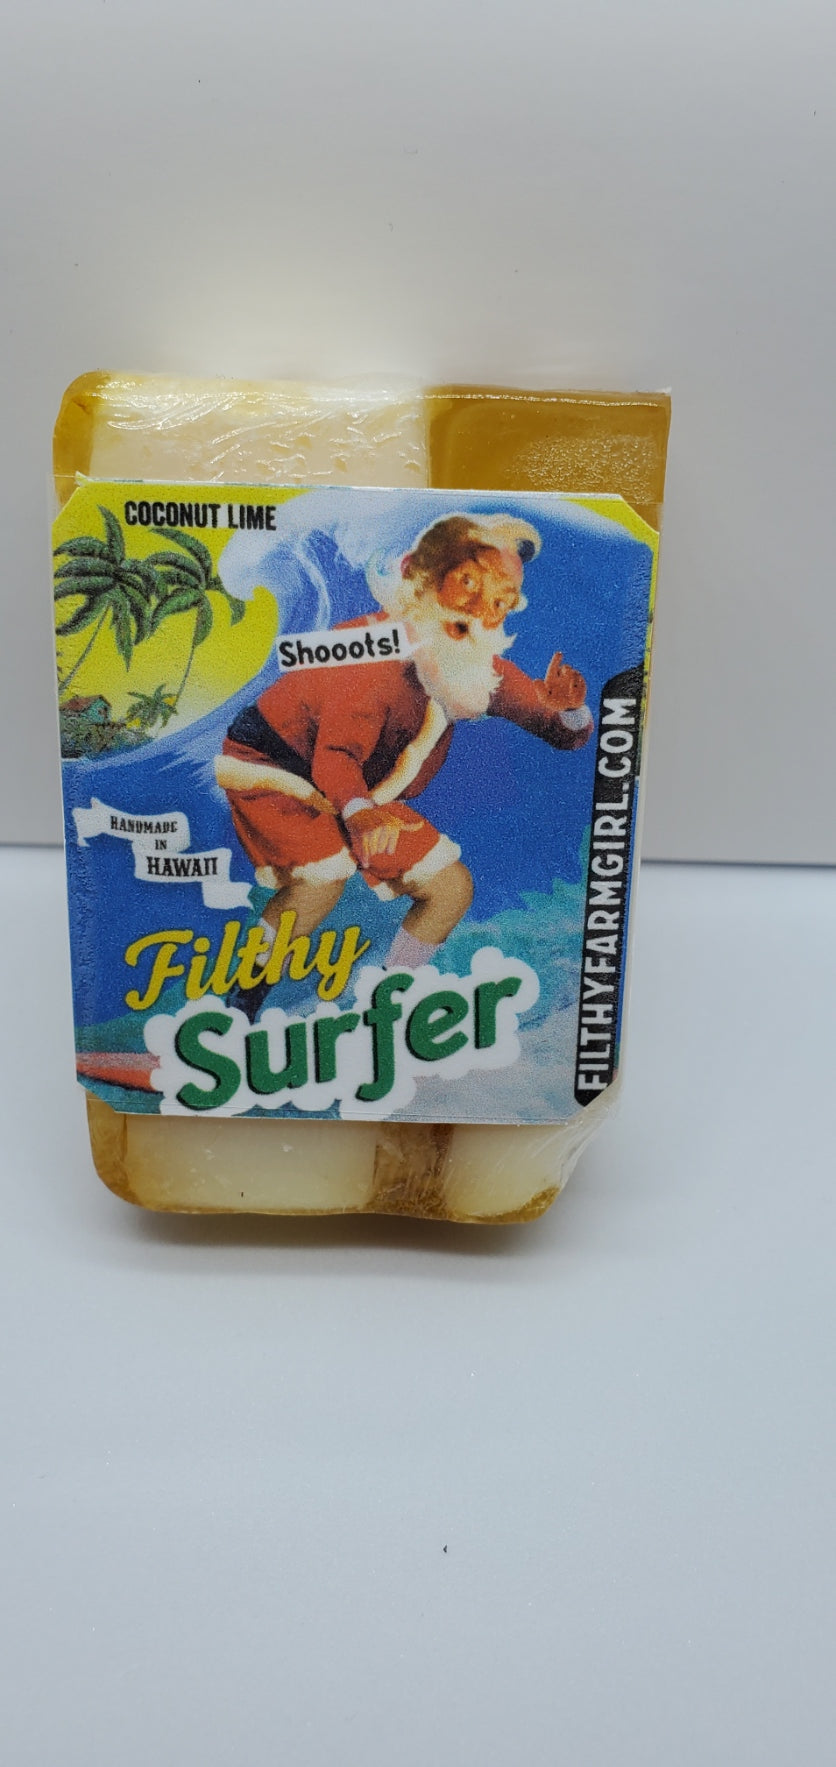 COCONUT LIME
Shooots!
HANDMADE
IN
HAWAII
Filthy
Surfer
FILTHYFARMGIRL.COM